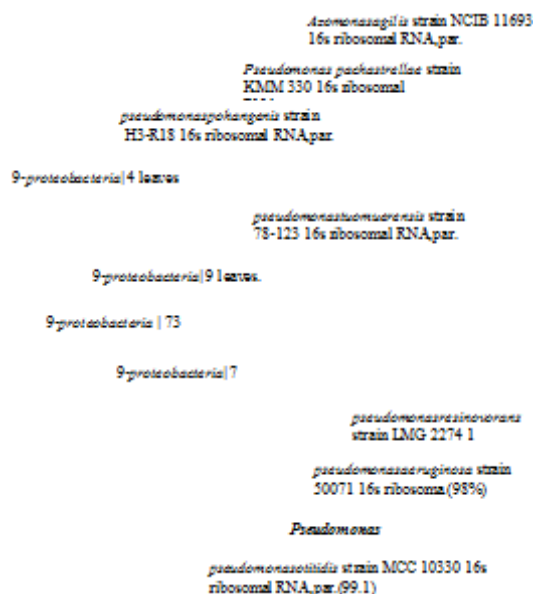 Azomonasagilis strain NCIB 11693
16s ribosomal RNA,par.
Pseudomonas pachastrellae strain
KMM 330 16s ribosomal
pseudomonaspohangenis strain
H3-R18 16s ribosomal RNA,par.
9-proteobacteria|4 leaves
pseudomonastuomuerensis strain
78-123 16s ribosomal RNA,par.
9-proteobacteria|9 leaves.
9-proteobacteria | 73
9-proteobacteria|7
pseudomonasresinovorans
strain LMG 2274 1
pseudomonasaeruginosa strain
50071 16s ribosoma.(98%)
Pseudomonas
pseudomonasotitidis strain MCC 10330 16s
ribosomal RNA,par.(99.1)